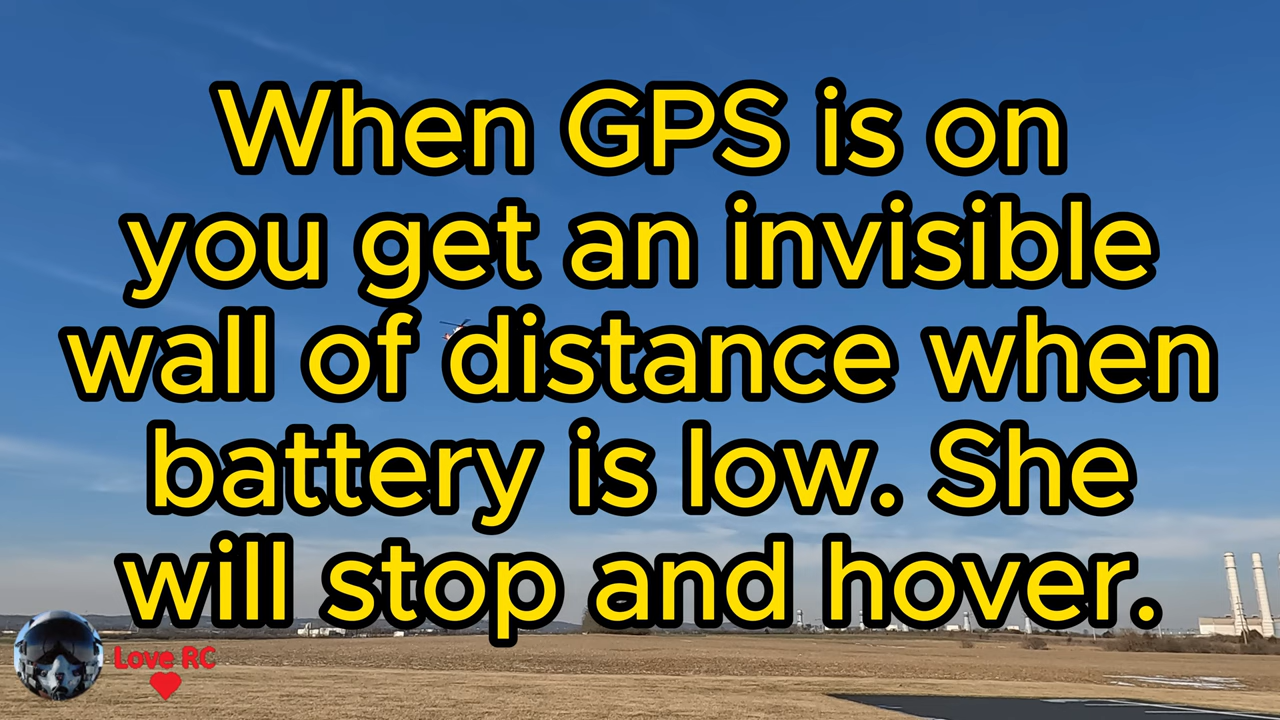 When GPS is on
you get an invisible
wall of distance when
battery is low. She
will stop and hover.
Love RC